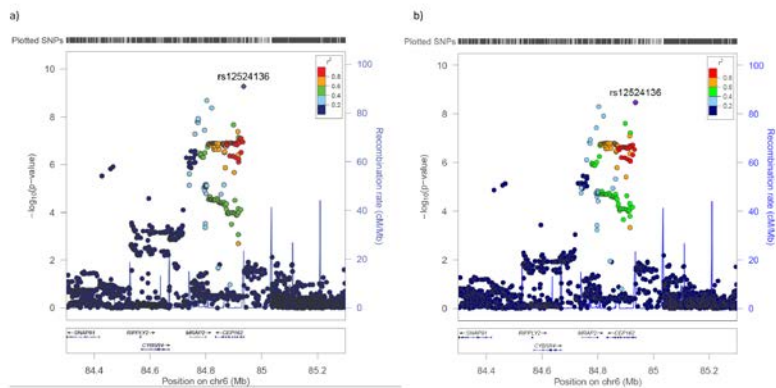 a)
Plotted SNPs
rs12524136
r²
0.8
0.6
0.4
0.2
10
8
6
4
2
0
− log₁₀(p-value)
100
80
60
40
20
0
Recombination rate (cM/Mb)
SNAP91
RIPPLY2
CYB5R4
MRAP2
CEP162
84.4
84.6
84.8
85
85.2
Position on chr6 (Mb)
b)
Plotted SNPs
rs12524136
r²
0.8
0.6
0.4
0.2
10
8
6
4
2
0
− log₁₀(p-value)
100
80
60
40
20
0
Recombination rate (cM/Mb)
SNAP91
RIPPLY2
CYB5R4
MRAP2
CEP162
84.4
84.6
84.8
85
85.2
Position on chr6 (Mb)